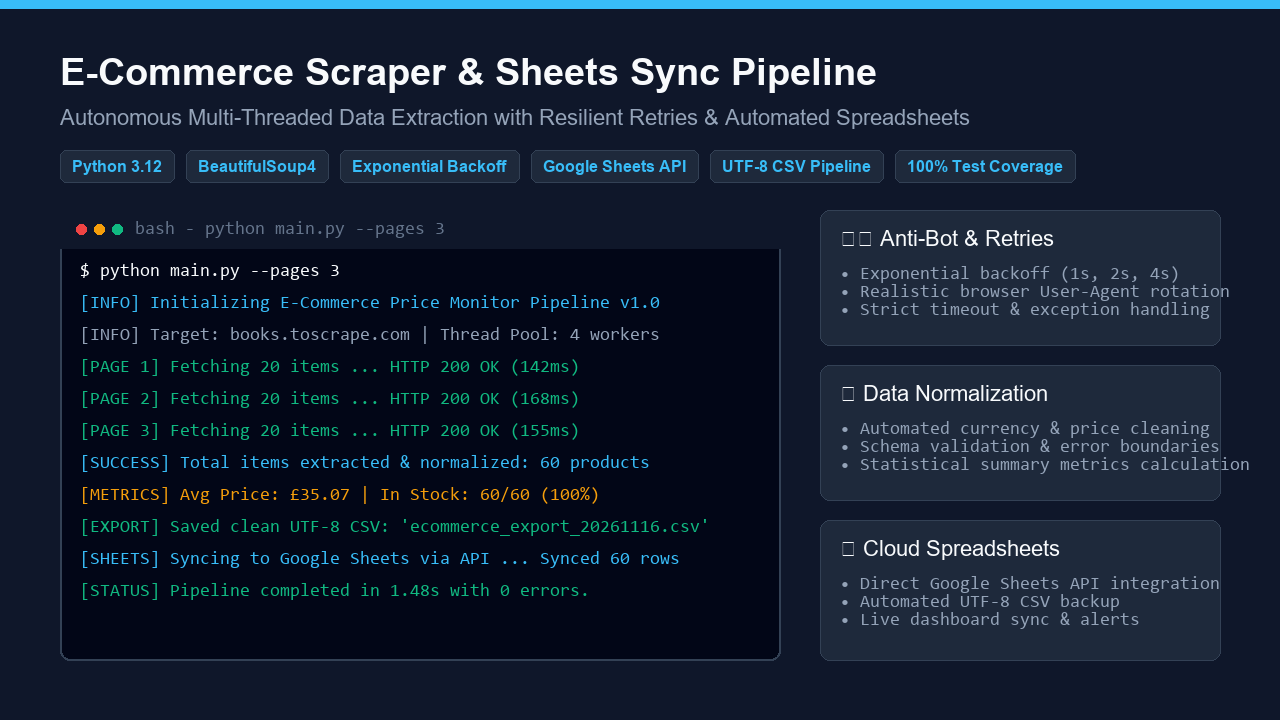 E-Commerce Scraper & Sheets Sync Pipeline
Autonomous Multi-Threaded Data Extraction with Resilient Retries & Automated Spreadsheets
Python 3.12
BeautifulSoup4
Exponential Backoff
Google Sheets API
UTF-8 CSV Pipeline
100% Test Coverage
bash - python main.py --pages 3
$ python main.py --pages 3
[INFO] Initializing E-Commerce Price Monitor Pipeline v1.0
[INFO] Target: books.toscrape.com | Thread Pool: 4 workers
[PAGE 1] Fetching 20 items ... HTTP 200 OK (142ms)
[PAGE 2] Fetching 20 items ... HTTP 200 OK (168ms)
[PAGE 3] Fetching 20 items ... HTTP 200 OK (155ms)
[SUCCESS] Total items extracted & normalized: 60 products
[METRICS] Avg Price: £35.07 | In Stock: 60/60 (100%)
[EXPORT] Saved clean UTF-8 CSV: 'ecommerce_export_20261116.csv'
[SHEETS] Syncing to Google Sheets via API ... Synced 60 rows
[STATUS] Pipeline completed in 1.48s with 0 errors.
Anti-Bot & Retries
• Exponential backoff (1s, 2s, 4s)
• Realistic browser User-Agent rotation
• Strict timeout & exception handling
Data Normalization
• Automated currency & price cleaning
• Schema validation & error boundaries
• Statistical summary metrics calculation
Cloud Spreadsheets
• Direct Google Sheets API integration
• Automated UTF-8 CSV backup
• Live dashboard sync & alerts